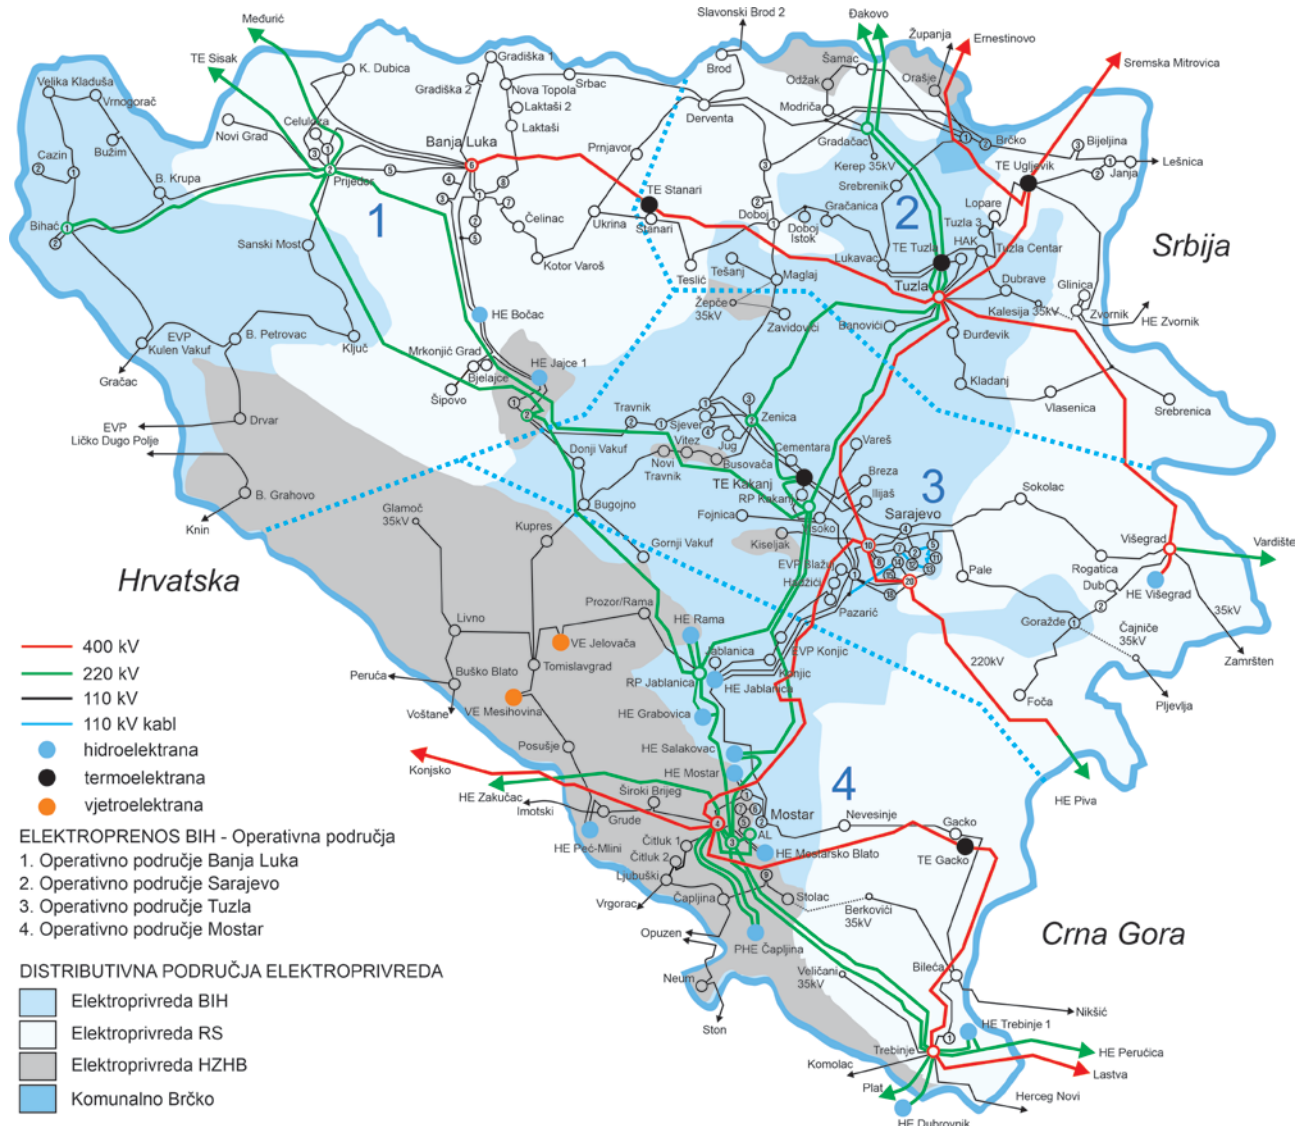 Međurić
TE Sisak
Velika Kladuša
Vrnograč
Bužim
Cazin
B. Krupa
Bihać
Novi Grad
Celuloza
K. Dubica
Prijedor
Sanski Most
Gradiška 1
Gradiška 2
Nova Topola
Srbac
Laktaši 2
Laktaši
Banja Luka
Slavonski Brod 2
Brod
Derventa
Prnjavor
TE Stanari
Stanari
Ukrina
Čelinac
Kotor Varoš
Teslić
Doboj
Doboj
Istok
Đakovo
Županja
Ernestinovo
Sremska Mitrovica
Šamac
Odžak
Orašje
Modriča
Gradačac
Kerep 35kV
Brčko
Bijeljina
Janja
Lešnica
TE Ugljevik
Srebrenik
Gračanica
Lopare
Tuzla 3
HAK
Tuzla Centar
TE Tuzla
Lukavac
Tuzla
Dubrave
Kalesija 35kV
Glinica
Zvornik
HE Zvornik
Srbija
1
2
Tešanj
Maglaj
Žepče
35kV
Zavidovići
Banovići
Đurđevik
Kladanj
Vlasenica
Srebrenica
HE Bočac
EVP
Kulen Vakuf
B. Petrovac
Ključ
Gračac
Mrkonjić Grad
Bjelajce
Šipovo
HE Jajce 1
Drvar
EVP
Ličko Dugo Polje
B. Grahovo
Knin
Travnik
Sjever
Zenica
Jug
Vitez
Novi
Travnik
Busovača
Cementara
TE Kakanj
RP Kakanj
Visoko
Vareš
Breza
Ilijaš
3
Sarajevo
Fojnica
Kiseljak
EVP Blažuj
Hadžići
Pazarić
Donji Vakuf
Bugojno
Gornji Vakuf
Kupres
Glamoč
35kV
Sokolac
Pale
Rogatica
Višegrad
Vardište
HE Višegrad
Dub
Goražde
Čajniče
35kV
35kV
Zamršten
Pljevlja
Foča
220kV
HE Piva
Hrvatska
Livno
Prozor/Rama
HE Rama
VE Jelovača
Jablanica
EVP Konjic
Konjic
RP Jablanica
HE Jablanica
HE Grabovica
HE Salakovac
HE Mostar
Peruća
Buško Blato
Tomislavgrad
Voštane
VE Mesihovina
Posušje
Konjsko
HE Zakučac
Imotski
Široki Brijeg
Grude
HE Peć-Mlini
Mostar
4
AL
HE Mostarsko Blato
Nevesinje
Gacko
TE Gacko
Čitluk 1
Čitluk 2
Ljubuški
Vrgorac
Čapljina
Stolac
Berkovići
35kV
Opuzen
PHE Čapljina
Neum
Ston
Veličani
35kV
Bileća
Nikšić
Crna Gora
HE Trebinje 1
Trebinje
HE Perućica
Lastva
Komolac
Plat
Herceg Novi
HE Dubrovnik
400 kV
220 kV
110 kV
110 kV kabl
hidroelektrana
termoelektrana
vjetroelektrana
ELEKTROPRENOS BIH - Operativna područja
1. Operativno područje Banja Luka
2. Operativno područje Sarajevo
3. Operativno područje Tuzla
4. Operativno područje Mostar
DISTRIBUTIVNA PODRUČJA ELEKTROPRIVREDA
Elektroprivreda BIH
Elektroprivreda RS
Elektroprivreda HZHB
Komunalno Brčko